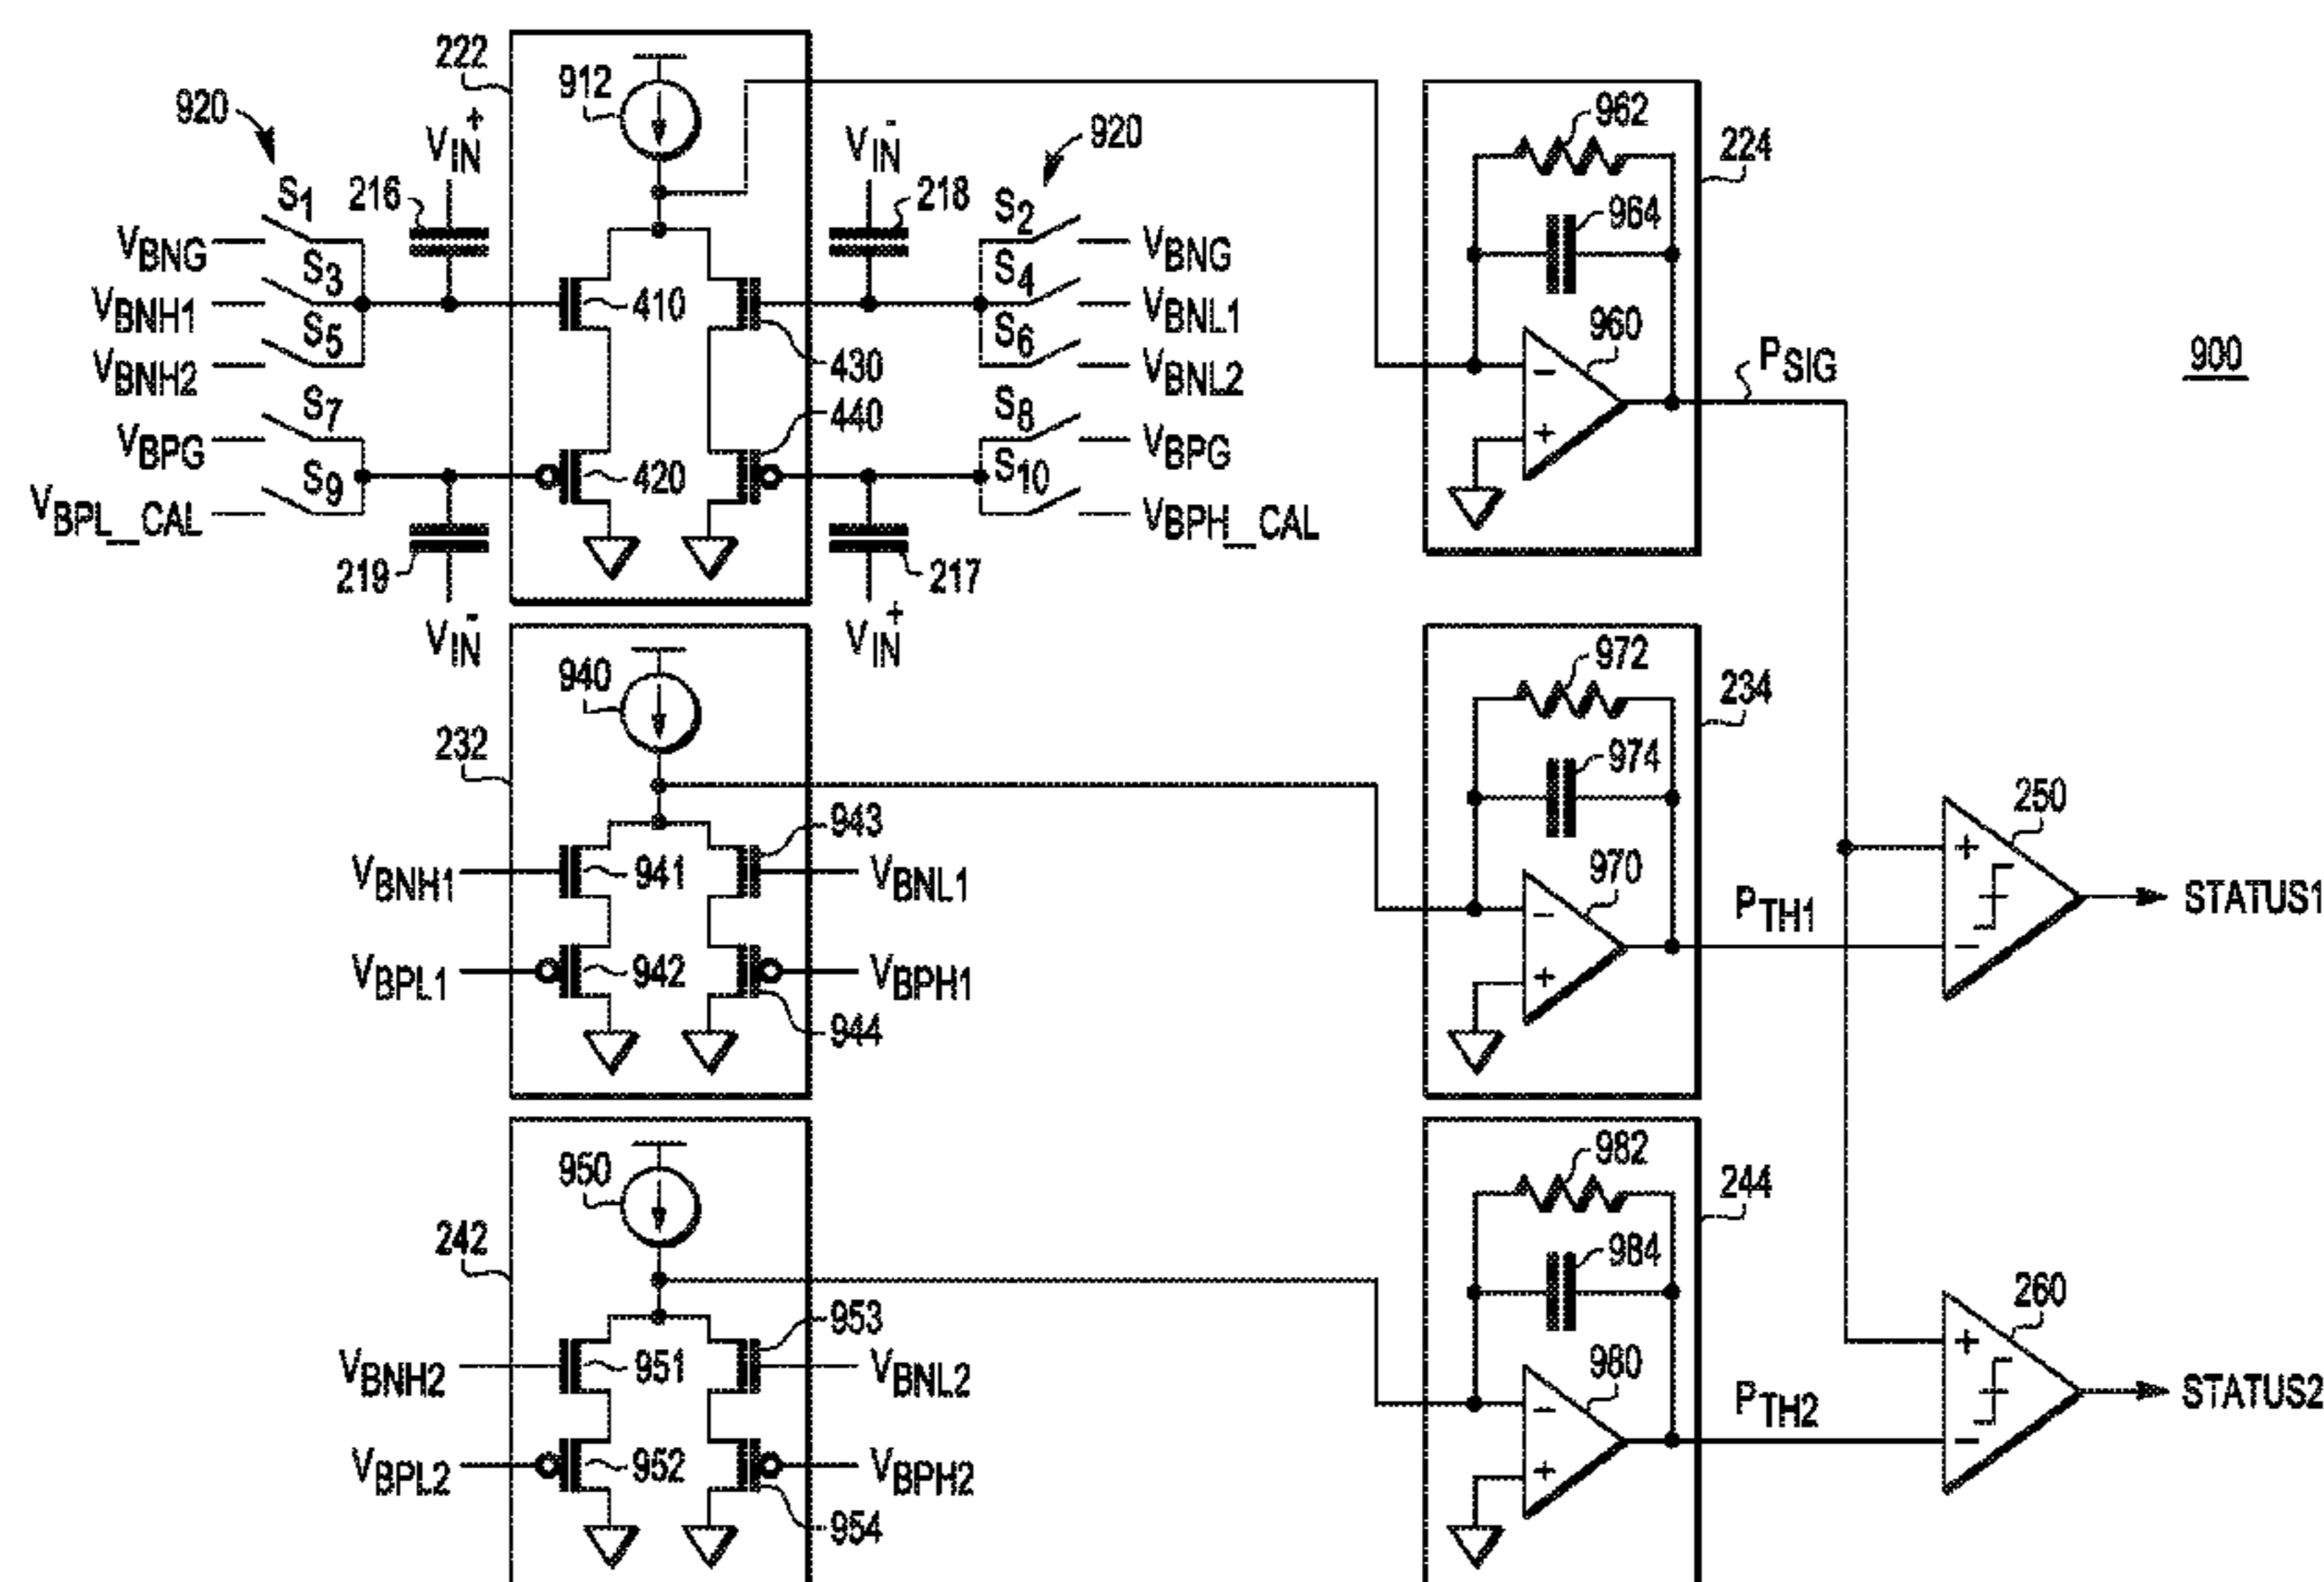 222
912
920
V_IN^+
V_IN^-
920
962
224
216
218
964
S1
S2
V_BNG
V_BNG
S3
S4
V_BNH1
410
V_BNL1
960
S5
S6
430
V_BNH2
V_BNL2
P_SIG
900
S7
440
S8
V_BPG
V_BPG
S9
420
S10
V_BPL_CAL
V_BPH_CAL
219
217
V_IN^-
V_IN^+
-
+
940
972
234
232
974
250
943
V_BNH1
941
V_BNL1
970
P_TH1
STATUS1
V_BPL1
942
V_BPH1
944
-
+
+
-
950
982
244
242
984
260
953
V_BNH2
951
V_BNL2
980
P_TH2
STATUS2
V_BPL2
952
V_BPH2
954
-
+
+
-